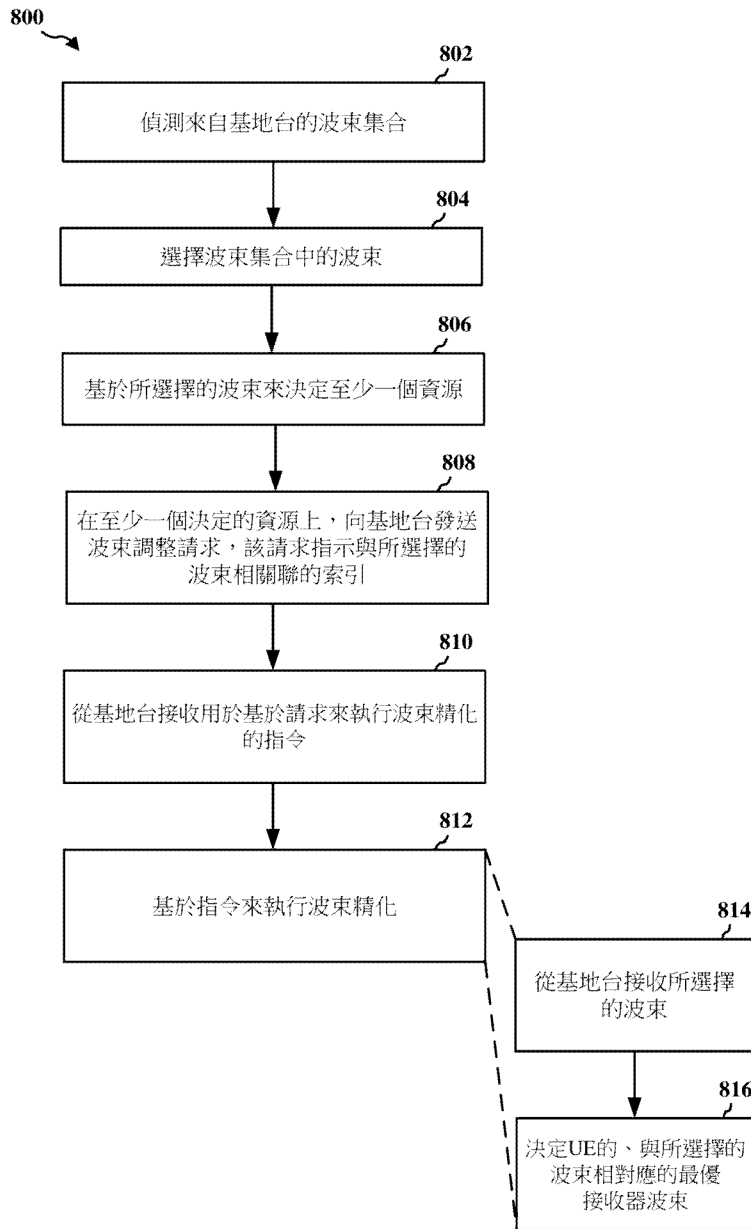 800
802
偵測來自基地台的波束集合
804
選擇波束集合中的波束
806
基於所選擇的波束來決定至少一個資源
808
在至少一個決定的資源上，向基地台發送
波束調整請求，該請求指示與所選擇的
波束相關聯的索引
810
從基地台接收用於基於請求來執行波束精化
的指令
812
基於指令來執行波束精化
814
從基地台接收所選擇
的波束
816
決定UE的、與所選擇的
波束相對應的最優
接收器波束